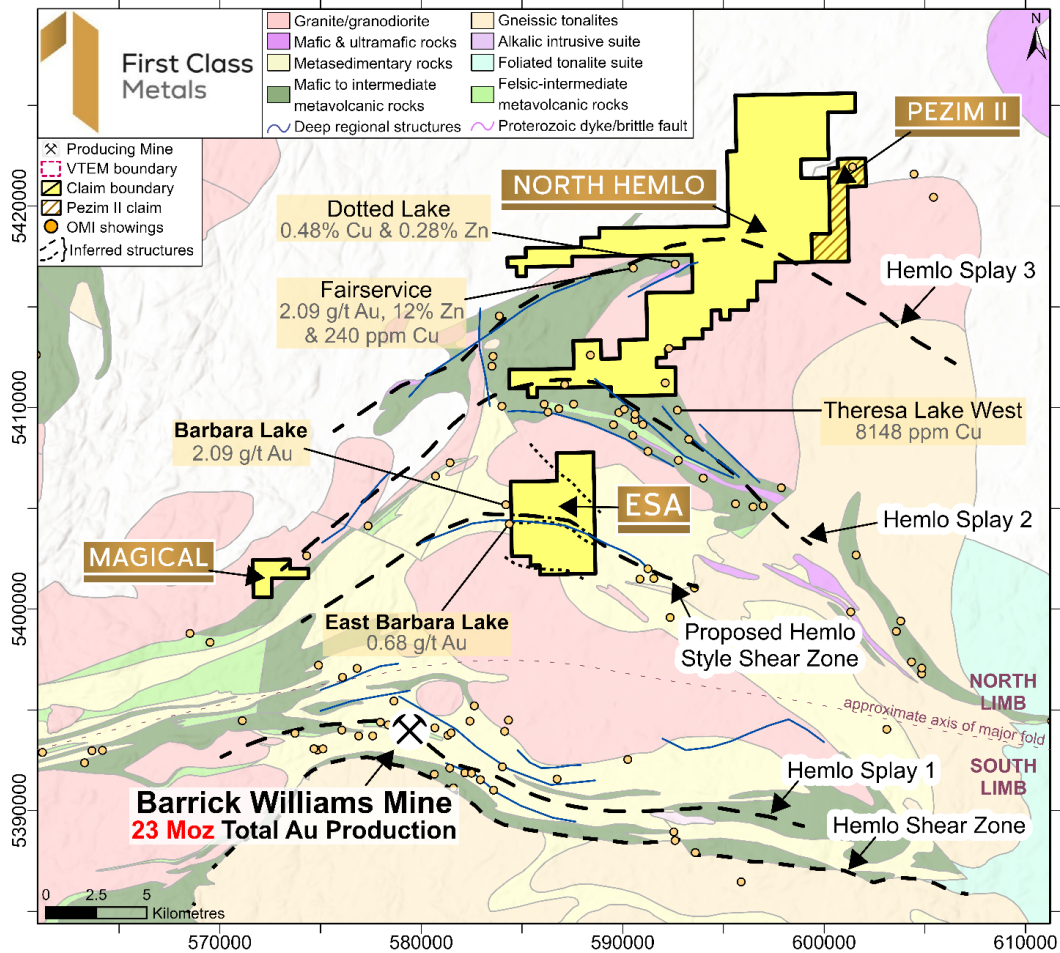 First Class
Metals
Granite/granodiorite
Mafic & ultramafic rocks
Metasedimentary rocks
Mafic to intermediate
metavolcanic rocks
Deep regional structures
Gneissic tonalites
Alkalic intrusive suite
Foliated tonalite suite
Felsic-intermediate
metavolcanic rocks
Proterozoic dyke/brittle fault
N
Producing Mine
VTEM boundary
Claim boundary
Pezim II claim
OMI showings
Inferred structures
PEZIM II
NORTH HEMLO
Dotted Lake
0.48% Cu & 0.28% Zn
Hemlo Splay 3
Fairservice
2.09 g/t Au, 12% Zn
& 240 ppm Cu
Theresa Lake West
8148 ppm Cu
Barbara Lake
2.09 g/t Au
ESA
Hemlo Splay 2
MAGICAL
East Barbara Lake
0.68 g/t Au
Proposed Hemlo
Style Shear Zone
NORTH
LIMB
approximate axis of major fold
SOUTH
LIMB
Hemlo Splay 1
Barrick Williams Mine
23 Moz Total Au Production
Hemlo Shear Zone
0 2.5 5
Kilometres
5420000
5410000
5400000
5390000
570000 580000 590000 600000 610000